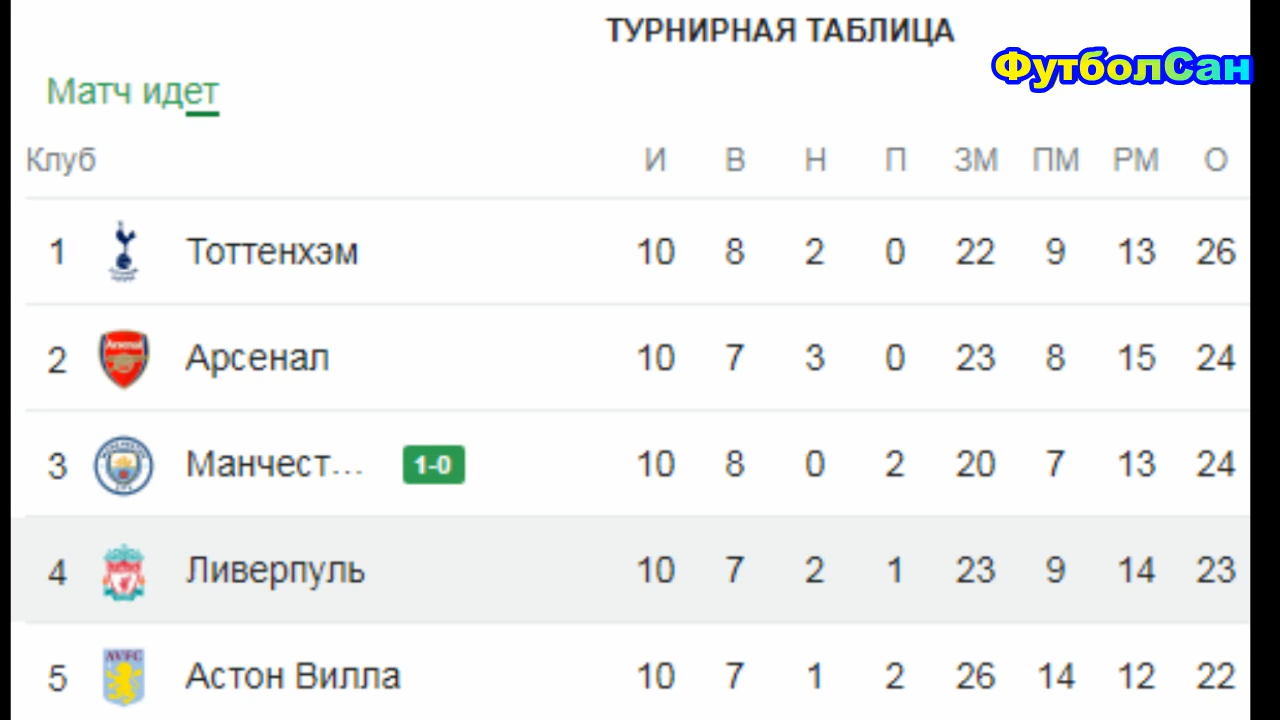 ТУРНИРНАЯ ТАБЛИЦА
ФутболСан
Матч идет
Клуб И В Н П ЗМ ПМ РМ О
1 Тоттенхэм 10 8 2 0 22 9 13 26
2 Арсенал 10 7 3 0 23 8 15 24
3 Манчест... 1-0 10 8 0 2 20 7 13 24
4 Ливерпуль 10 7 2 1 23 9 14 23
5 Астон Вилла 10 7 1 2 26 14 12 22